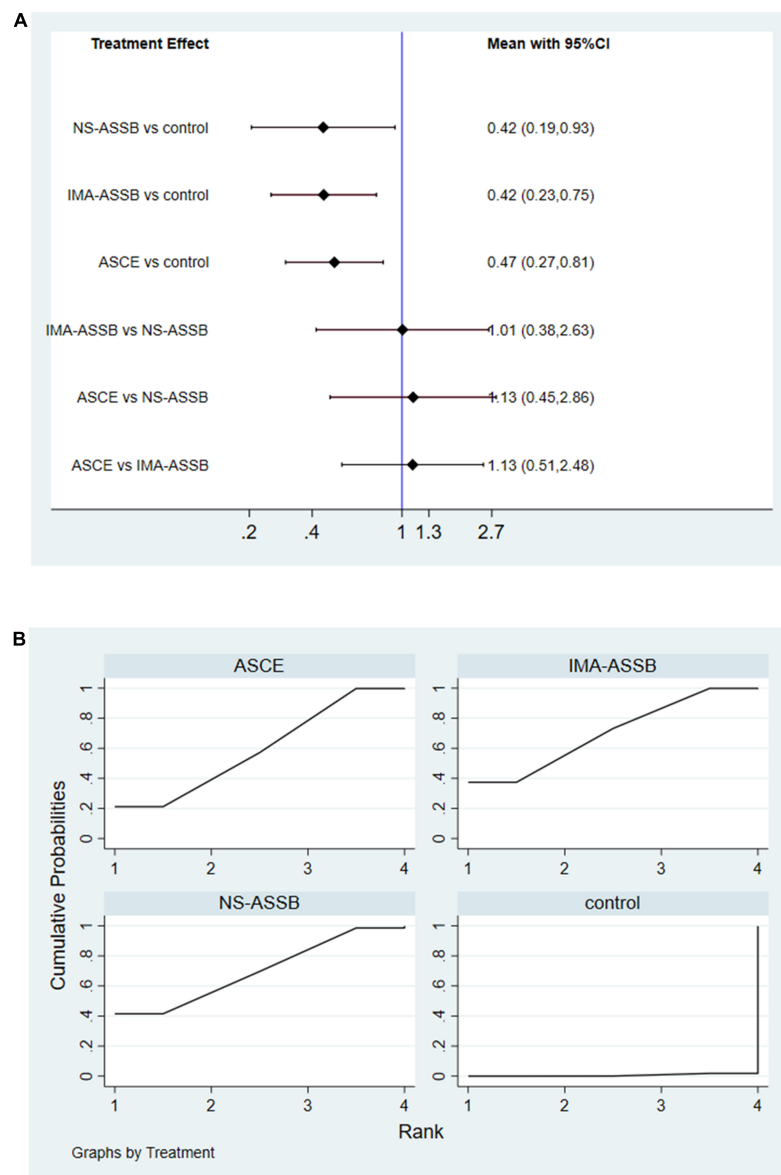 A
Treatment Effect Mean with 95%CI
NS-ASSB vs control 0.42 (0.19,0.93)
IMA-ASSB vs control 0.42 (0.23,0.75)
ASCE vs control 0.47 (0.27,0.81)
IMA-ASSB vs NS-ASSB 1.01 (0.38,2.63)
ASCE vs NS-ASSB 1.13 (0.45,2.86)
ASCE vs IMA-ASSB 1.13 (0.51,2.48)
.2 .4 1 1.3 2.7
B
Cumulative Probabilities
ASCE
1
.8
.6
.4
.2
0
1 2 3 4
IMA-ASSB
1
.8
.6
.4
.2
0
1 2 3 4
NS-ASSB
1
.8
.6
.4
.2
0
1 2 3 4
control
1
.8
.6
.4
.2
0
1 2 3 4
Rank
Graphs by Treatment